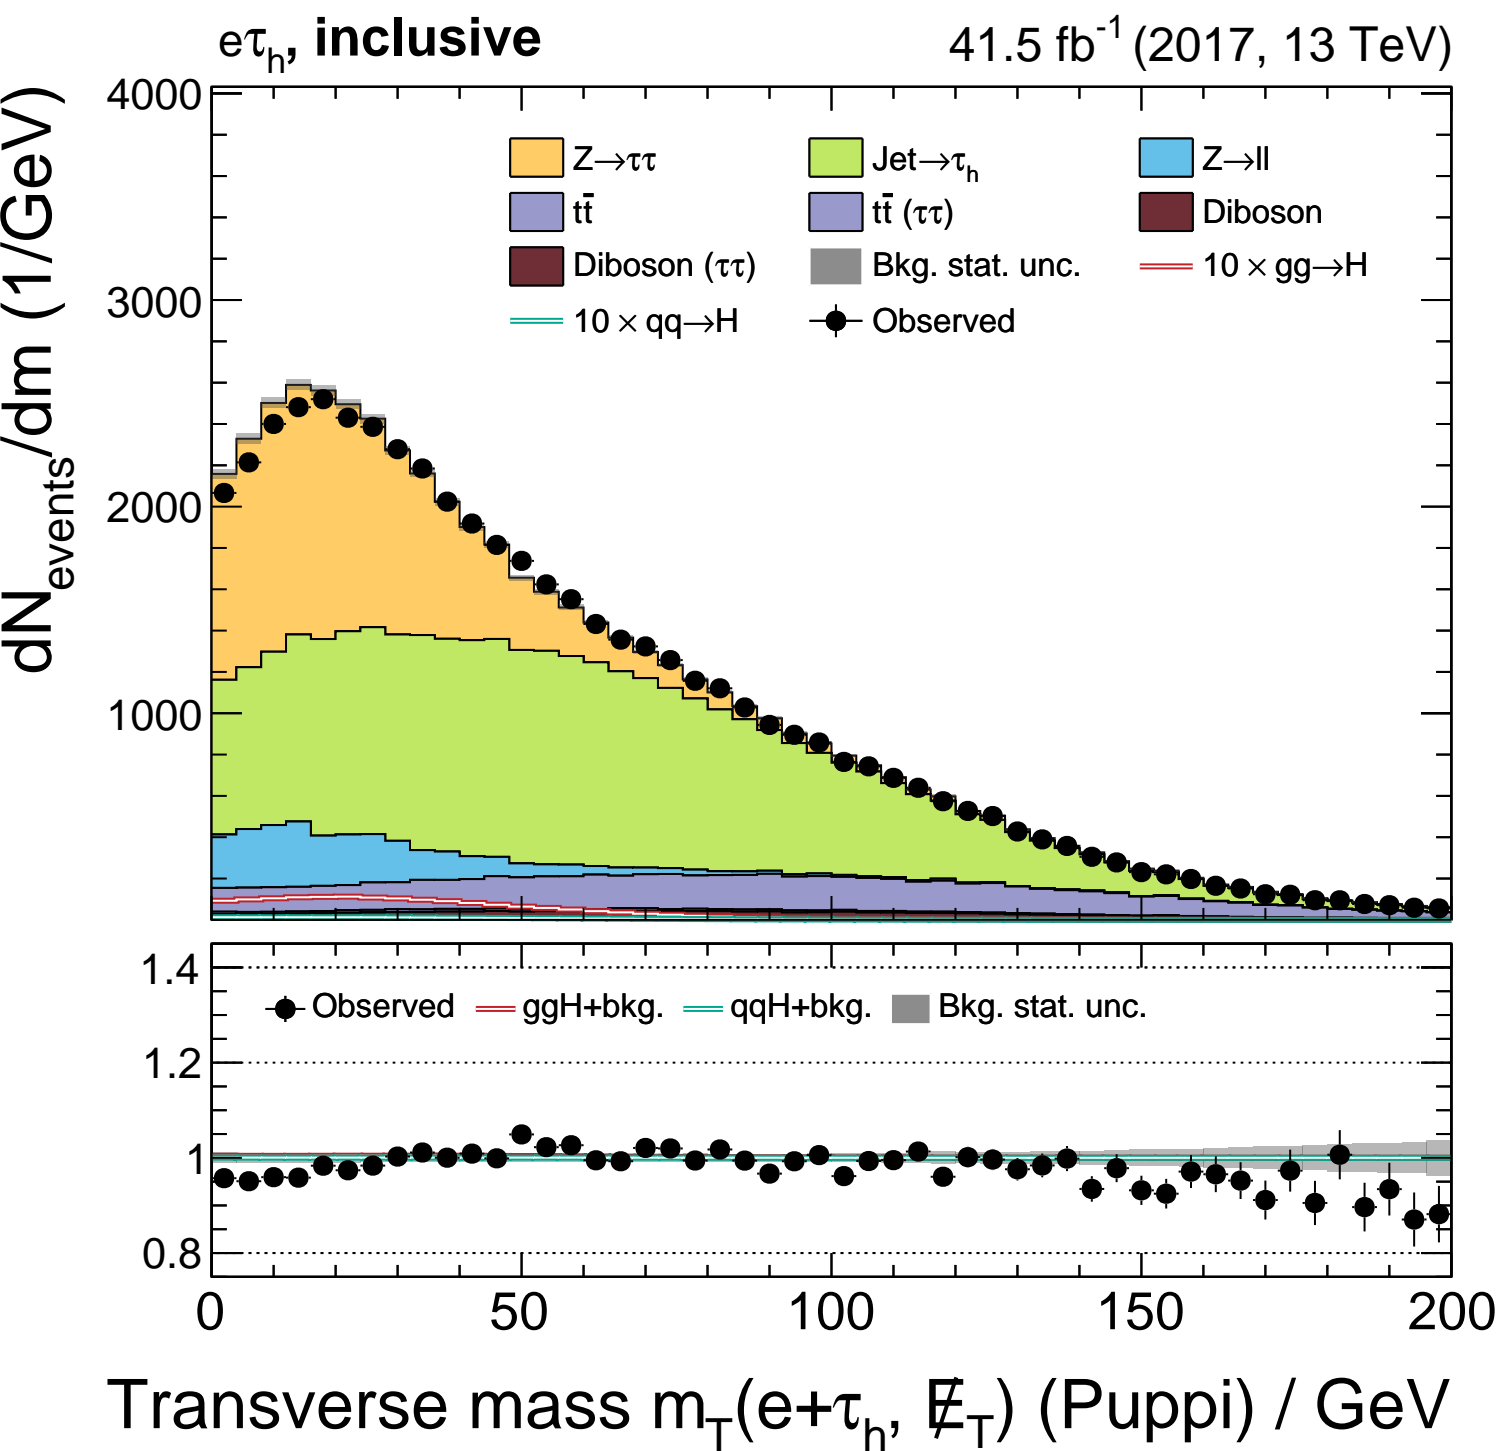 eτh, inclusive 41.5 fb-1 (2017, 13 TeV)
dNevents/dm (1/GeV)
4000
3000
2000
1000
Z→ττ Jet→τh Z→ll
tt̄ tt̄ (ττ) Diboson
Diboson (ττ) Bkg. stat. unc. 10 × gg→H
10 × qq→H Observed
1.4
1.2
1
0.8
Observed ggH+bkg. qqH+bkg. Bkg. stat. unc.
0 50 100 150 200
Transverse mass mT(e+τh, E̸T) (Puppi) / GeV